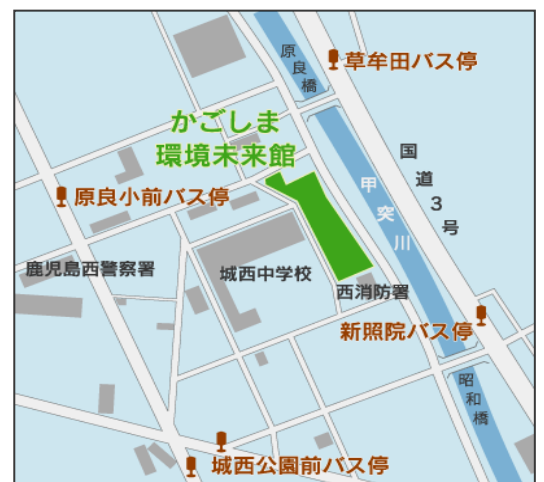 原良橋
草牟田バス停
かごしま
環境未来館
国道3号
原良小前バス停
甲突川
鹿児島西警察署
城西中学校
西消防署
新照院バス停
昭和橋
城西公園前バス停